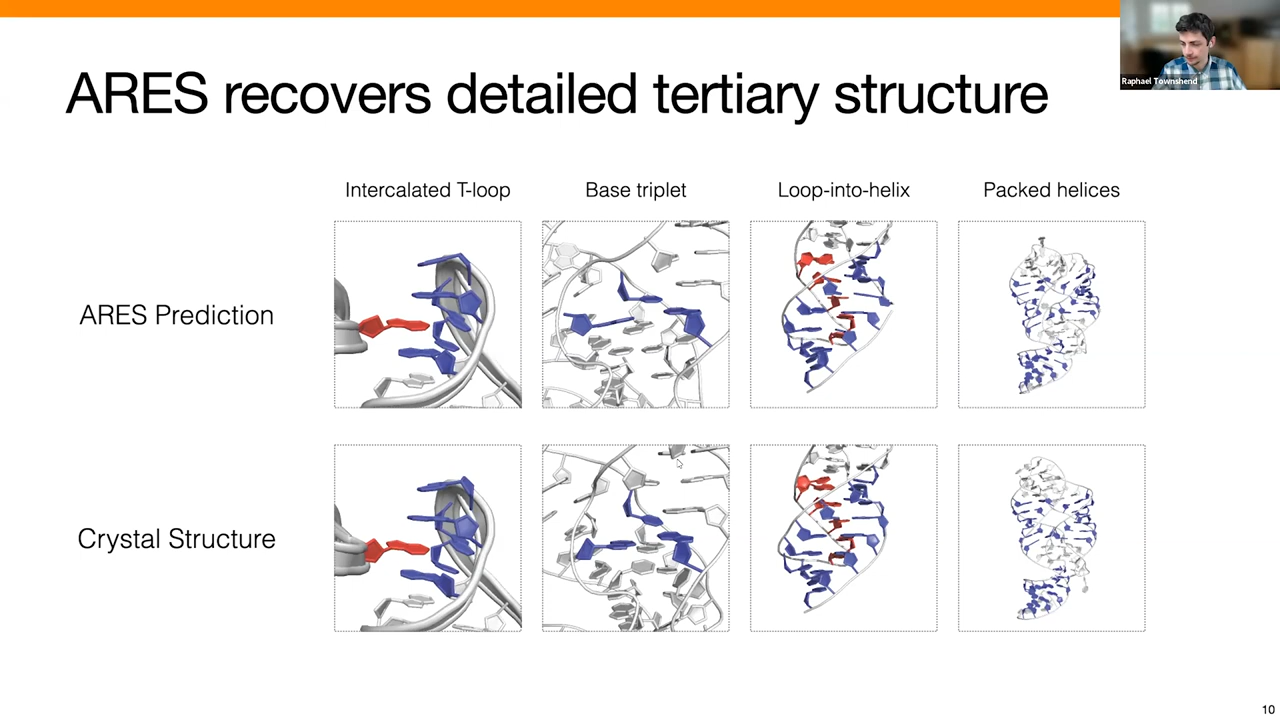 Raphael Townshend
ARES recovers detailed tertiary structure
Intercalated T-loop
Base triplet
Loop-into-helix
Packed helices
ARES Prediction
Crystal Structure
10